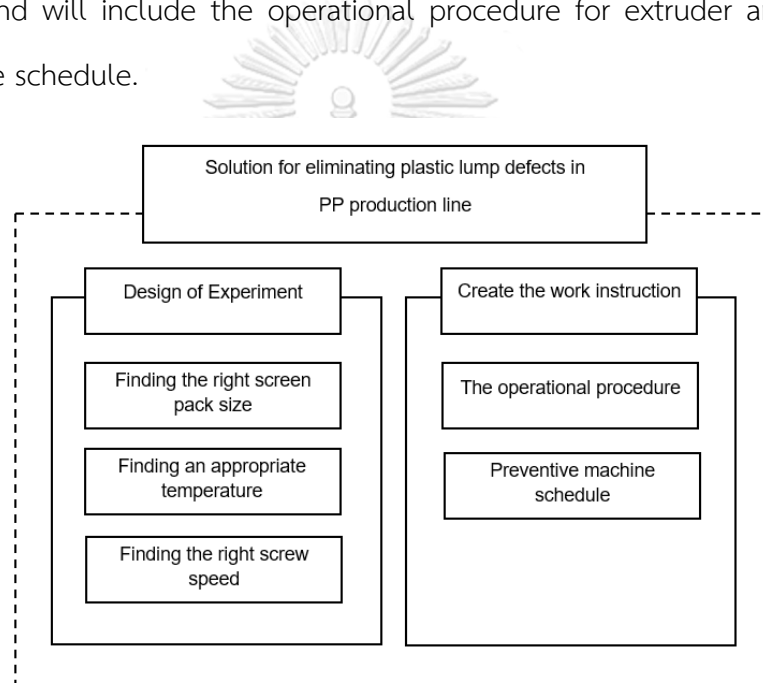 nd will include the operational procedure for extruder a
e schedule.
Solution for eliminating plastic lump defects in
PP production line
Design of Experiment
Finding the right screen
pack size
Finding an appropriate
temperature
Finding the right screw
speed
Create the work instruction
The operational procedure
Preventive machine
schedule